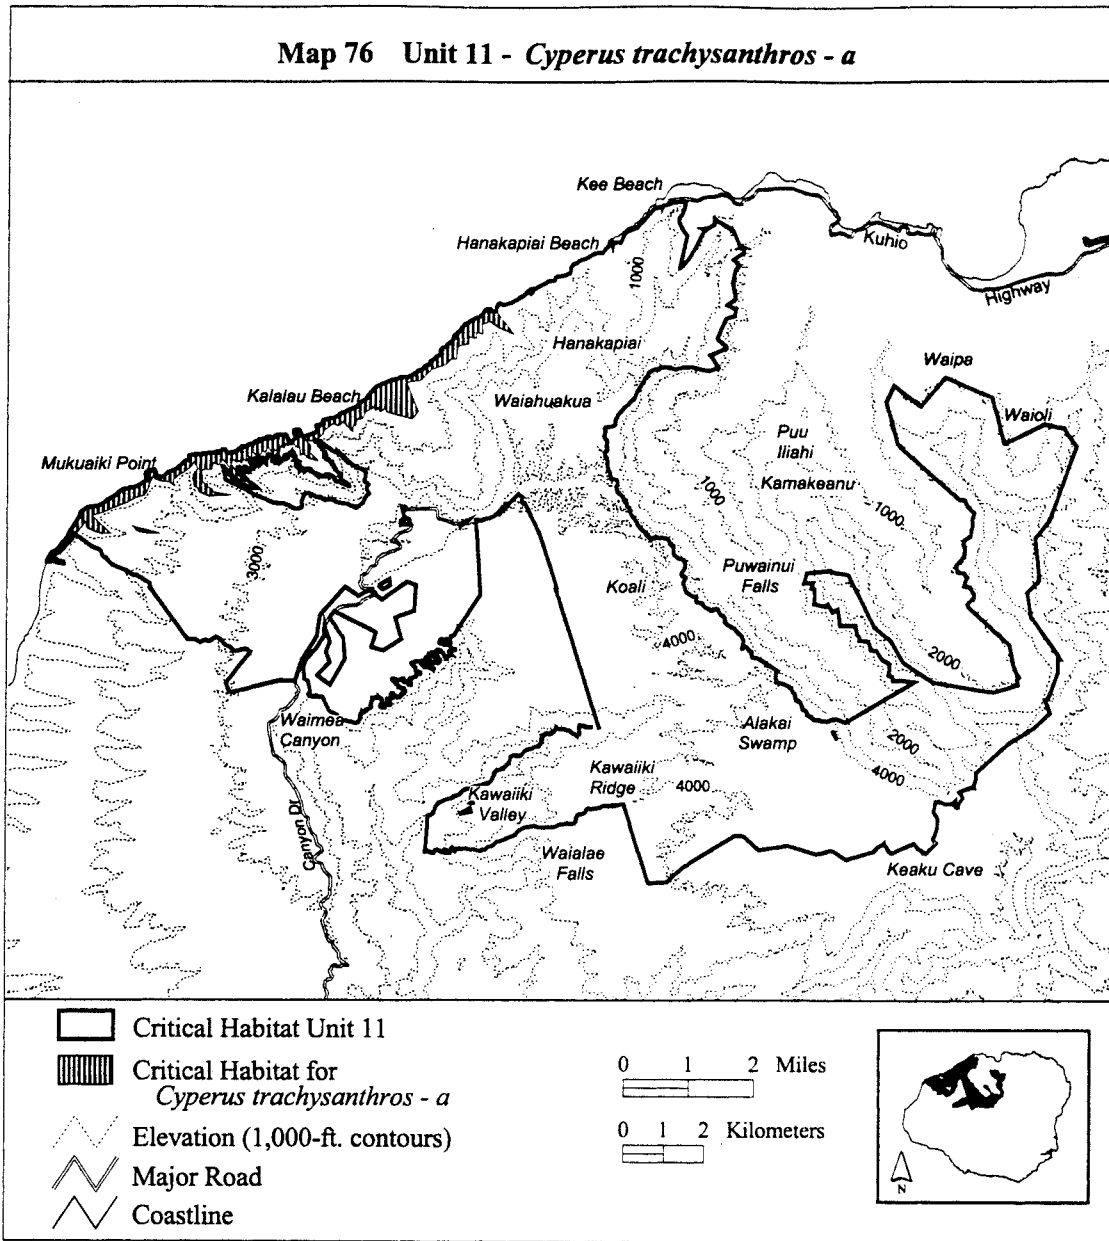 Map 76 Unit 11 - Cyperus trachysanthros - a
Kee Beach
Hanakapiai Beach
Kuhio
Highway
1000
Hanakapiai
Waipa
Kalalau Beach
Waiahuakua
Waioli
Puu
Iliahi
Mukuaiki Point
Kamakeanu
1000
1000
3000
Koali
Puwainui
Falls
4000
2000
Waimea
Canyon
Alakai
Swamp
2000
4000
Kawaiiki
Ridge
4000
Kawaiiki
Valley
Canyon Dr
Waialae
Falls
Keaku Cave
Critical Habitat Unit 11
Critical Habitat for
Cyperus trachysanthros - a
Elevation (1,000-ft. contours)
Major Road
Coastline
0 1 2 Miles
0 1 2 Kilometers
N